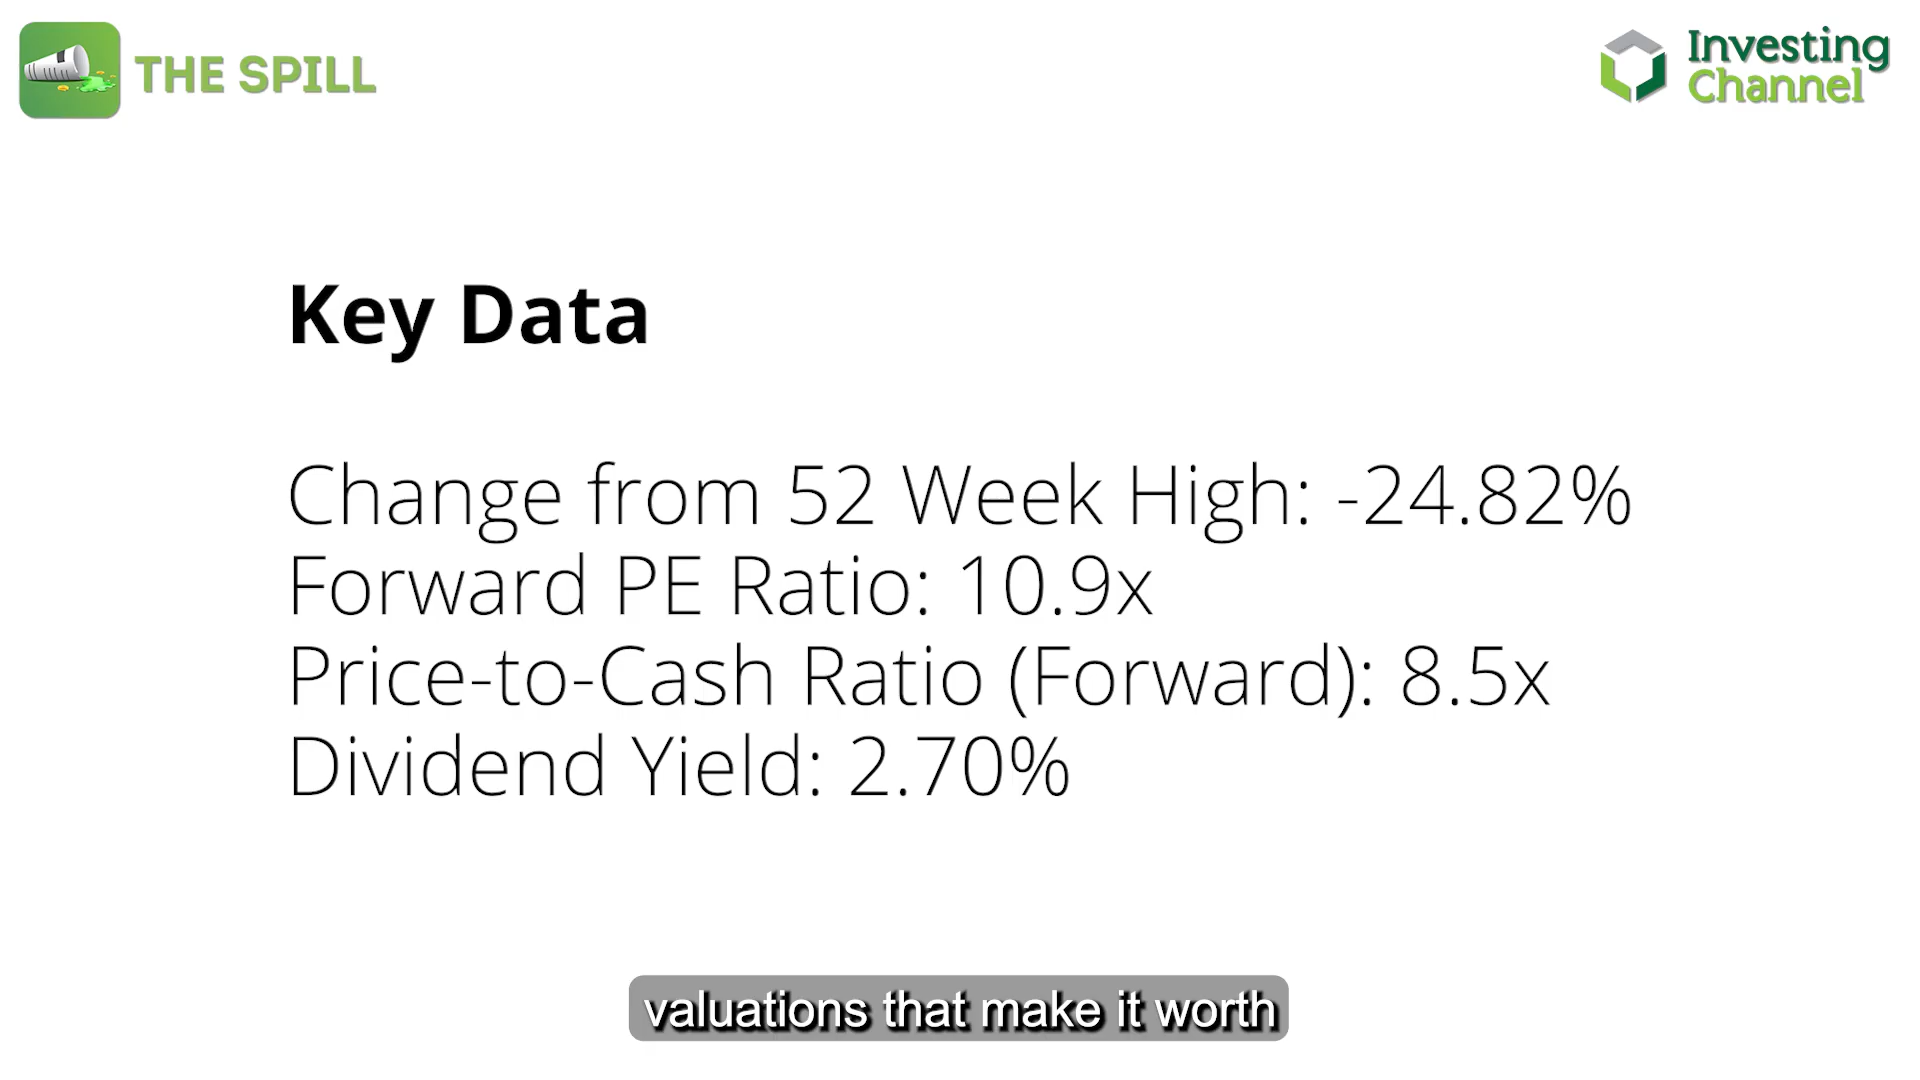 THE SPILL
Investing
Channel
Key Data
Change from 52 Week High: -24.82%
Forward PE Ratio: 10.9x
Price-to-Cash Ratio (Forward): 8.5x
Dividend Yield: 2.70%
valuations that make it worth